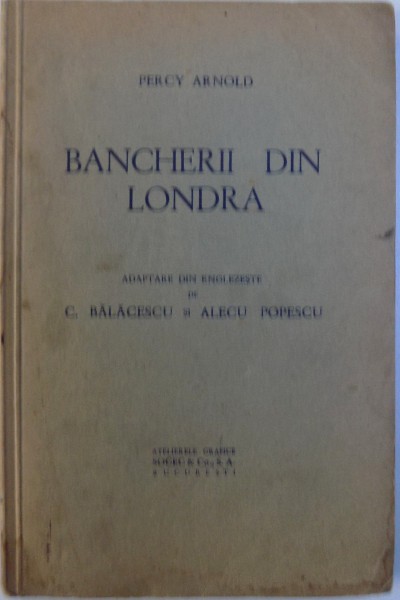 PERCY ARNOLD
BANCHERII DIN
LONDRA
ADAPTARE DIN ENGLEZEȘTE
DE
C. BĂLĂCESCU ȘI ALECU POPESCU
ATELIERELE GRAFICE
SOCEC & Co., S. A.
BUCUREȘTI